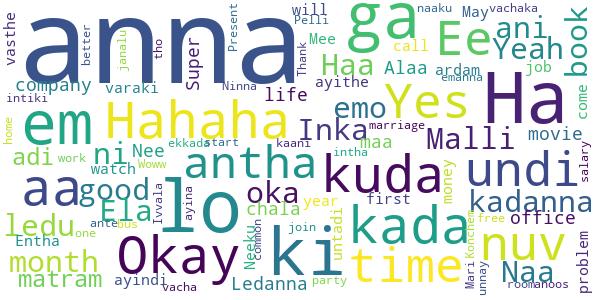 anna
ga
Ee
ani
Yeah
book
vasthe
better
janalu
tho
Super
Present
Pelli
Thank
will
Mee
call
May
vachaka
naaku
emanna
job
come
Haa
Alaa
ardam
ayithe
company
varaki
Ninna
life
intiki
em
Hahaha
Yes
Ha
Inka
emo
marriage
Malli
movie
salary
home
adi
work
ni
Nee
watch
Woww
ekkada
start
kaani
intha
maa
antha
kuda
undi
aa
good
lo
oka
kada
money
kadanna
office
Ela
Ivvala
ayina
chala
year
first
free
ledu
one
ante
bus
Neeku
common
join
untadi
nuv
Entha
month
Okay
ki
time
Konchem
Mari
unnay
Naa
problem
matram
ayindi
vacha
Ledanna
party
room
anoos